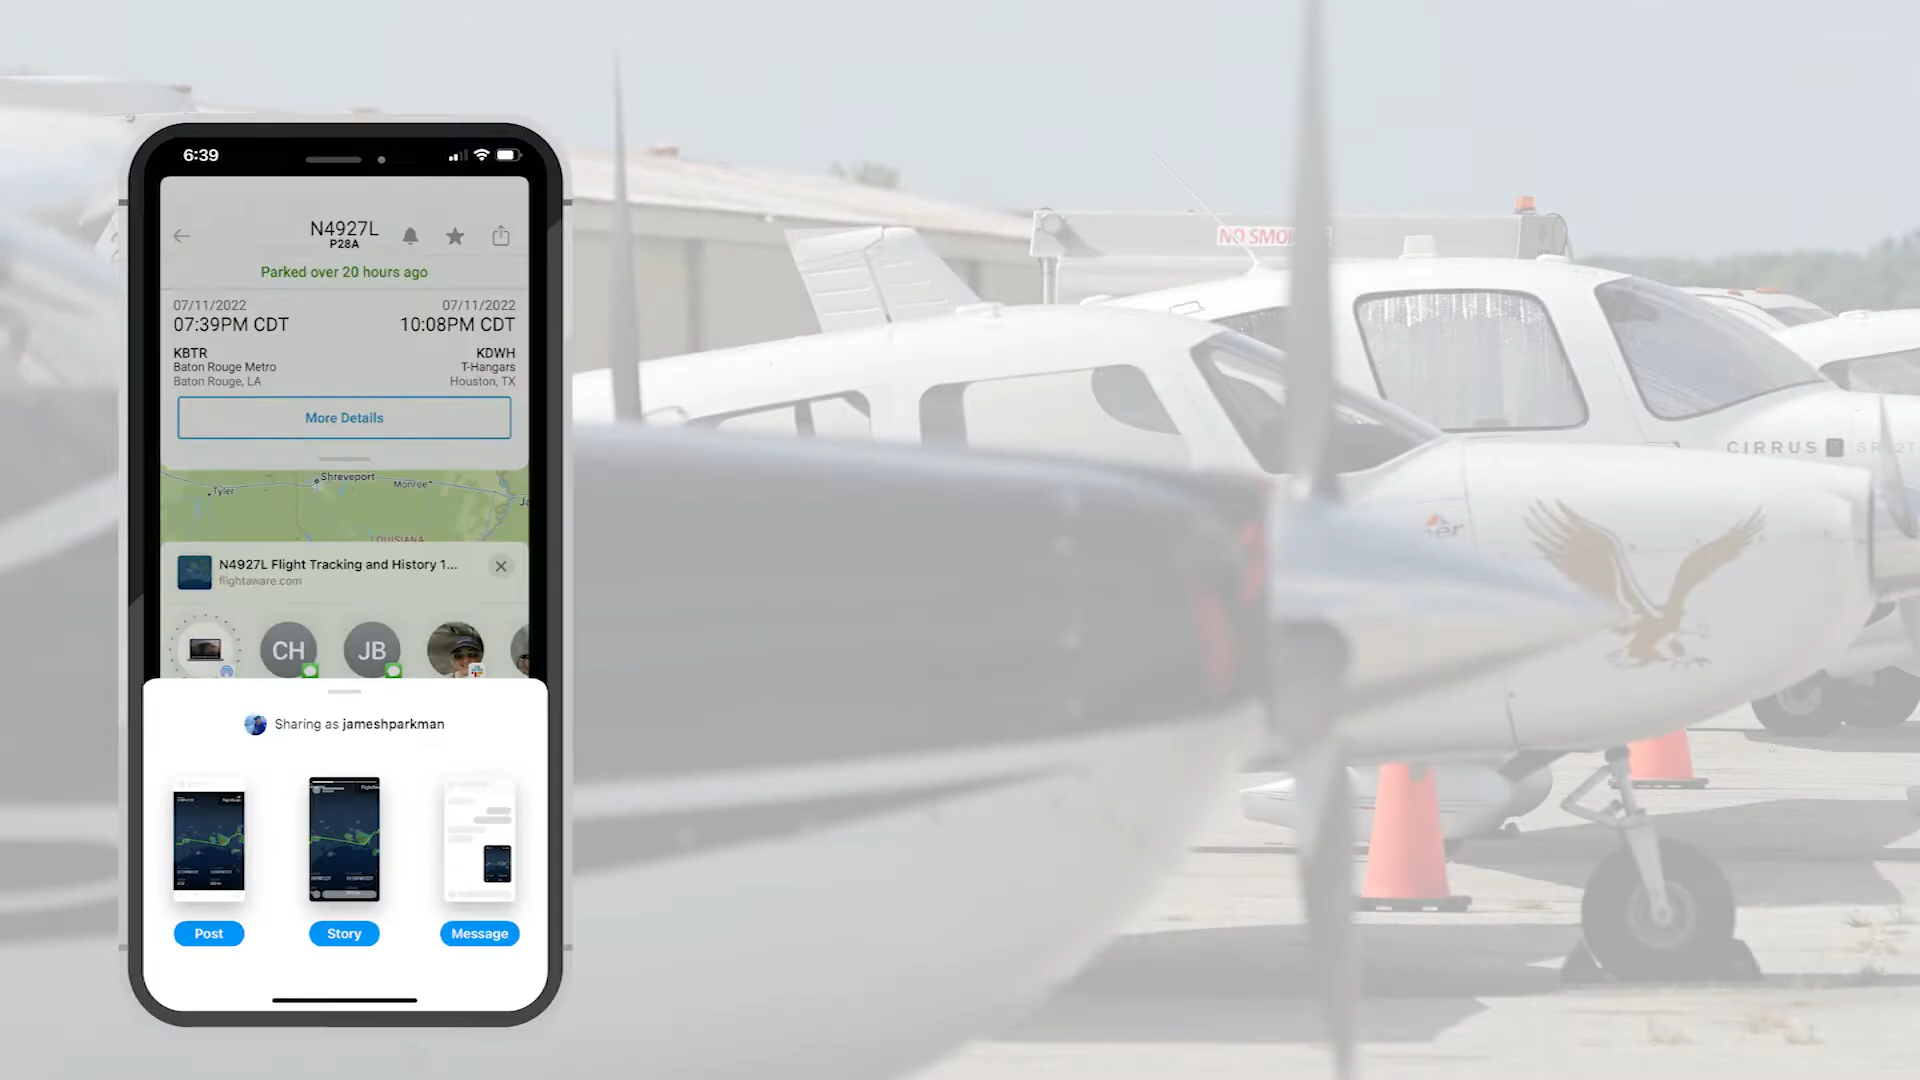 6:39
N4927L
P28A
Parked over 20 hours ago
07/11/2022
07/11/2022
07:39PM CDT
10:08PM CDT
KBTR
KDWH
Baton Rouge Metro
T-Hangars
Baton Rouge, LA
Houston, TX
More Details
Shreveport
Monroe
Tyler
Ja
LOUISIANA
N4927L Flight Tracking and History 1...
flightaware.com
CH
JB
Sharing as jameshparkman
Post
Story
Message
NO SMO
CIRRUS